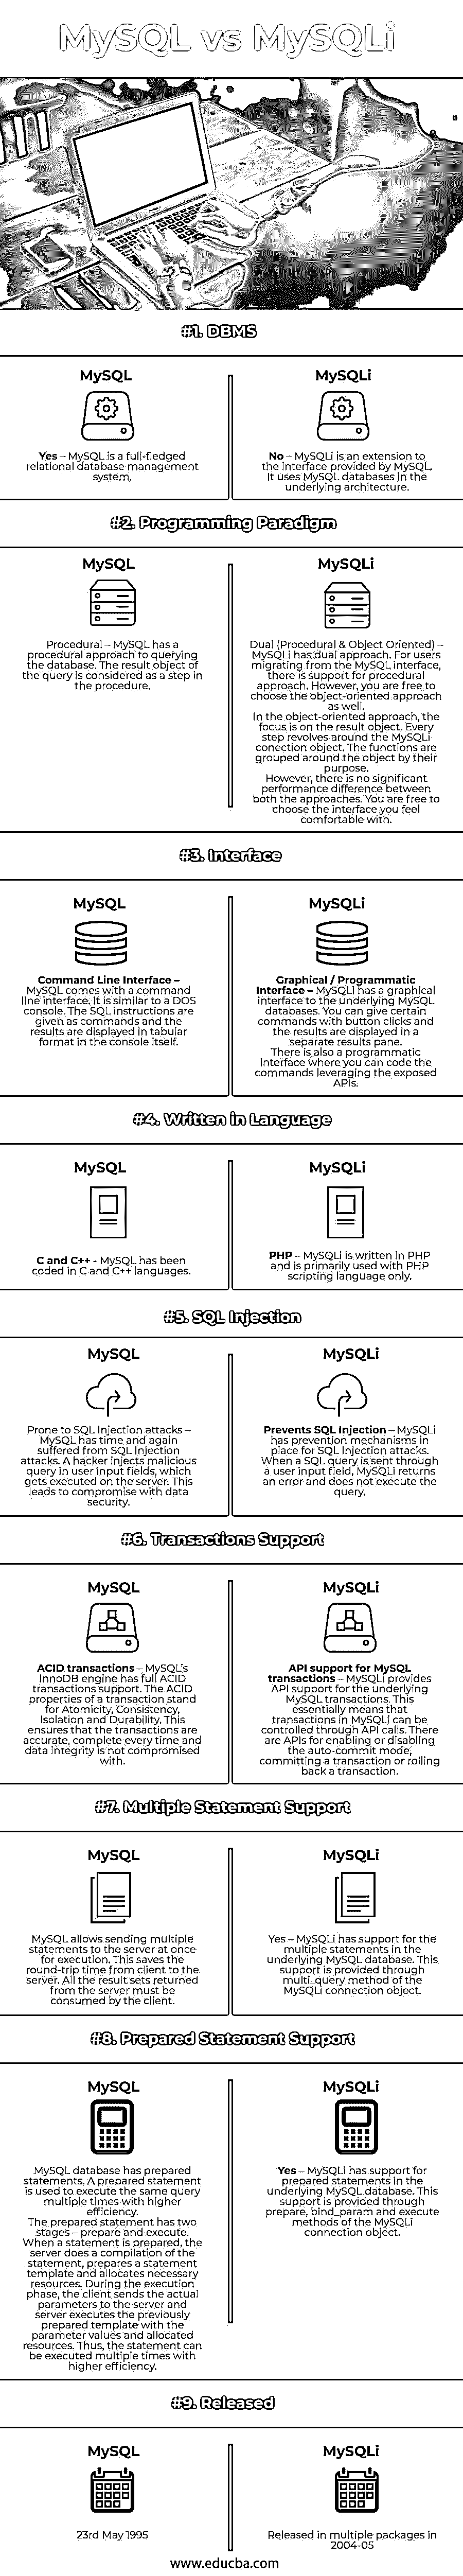 MySQL vs MySQLi
#1. DBMS
MySQL
Yes – MySQL is a full-fledged
relational database management
system.
MySQLi
No – MySQLi is an extension to
the interface provided by MySQL.
It uses MySQL databases in the
underlying architecture.
#2. Programming Paradigm
MySQL
Procedural – MySQL has a
procedural approach to querying
the database. The result object of
the query is considered as a step in
the procedure.
MySQLi
Dual (Procedural & Object Oriented) –
MySQLi has dual approach. For users
migrating from the MySQL interface,
there is support for procedural
approach. However, you are free to
choose the object-oriented approach
as well.
In the object-oriented approach, the
focus is on the result object. Every
step revolves around the MySQLi
conection object. The functions are
grouped around the object by their
purpose.
However, there is no significant
performance difference between
both the approaches. You are free to
choose the interface you feel
comfortable with.
#3. Interface
MySQL
Command Line Interface –
MySQL comes with a command
line interface. It is similar to a DOS
console. The SQL instructions are
given as commands and the
results are displayed in tabular
format in the console itself.
MySQLi
Graphical / Programmatic
Interface – MySQLi has a graphical
interface to the underlying MySQL
databases. You can give certain
commands with button clicks and
the results are displayed in a
separate results pane.
There is also a programmatic
interface where you can code the
commands leveraging the exposed
APIs.
#4. Written in Language
MySQL
C and C++ - MySQL has been
coded in C and C++ languages.
MySQLi
PHP – MySQLi is written in PHP
and is primarily used with PHP
scripting language only.
#5. SQL Injection
MySQL
Prone to SQL Injection attacks –
MySQL has time and again
suffered from SQL Injection
attacks. A hacker injects malicious
query in user input fields, which
gets executed on the server. This
leads to compromise with data
security.
MySQLi
Prevents SQL Injection – MySQLi
has prevention mechanisms in
place for SQL Injection attacks.
When a SQL query is sent through
a user input field, MySQLi returns
an error and does not execute the
query.
#6. Transactions Support
MySQL
ACID transactions – MySQL's
InnoDB engine has full ACID
transactions support. The ACID
properties of a transaction stand
for Atomicity, Consistency,
Isolation and Durability. This
ensures that the transactions are
accurate, complete every time and
data integrity is not compromised
with.
MySQLi
API support for MySQL
transactions – MySQLi provides
API support for the underlying
MySQL transactions. This
essentially means that
transactions in MySQLi can be
controlled through API calls. There
are APIs for enabling or disabling
the auto-commit mode,
committing a transaction or rolling
back a transaction.
#7. Multiple Statement Support
MySQL
MySQL allows sending multiple
statements to the server at once
for execution. This saves the
round-trip time from client to the
server. All the result sets returned
from the server must be
consumed by the client.
MySQLi
Yes – MySQLi has support for the
multiple statements in the
underlying MySQL database. This
support is provided through
multi_query method of the
MySQLi connection object.
#8. Prepared Statement Support
MySQL
MySQL database has prepared
statements. A prepared statement
is used to execute the same query
multiple times with higher
efficiency.
The prepared statement has two
stages – prepare and execute.
When a statement is prepared, the
server does a compilation of the
statement, prepares a statement
template and allocates necessary
resources. During the execution
phase, the client sends the actual
parameters to the server and
server executes the previously
prepared template with the
parameter values and allocated
resources. Thus, the statement can
be executed multiple times with
higher efficiency.
MySQLi
Yes – MySQLi has support for
prepared statements in the
underlying MySQL database. This
support is provided through
prepare, bind_param and execute
methods of the MySQLi
connection object.
#9. Released
MySQL
23rd May 1995
MySQLi
Released in multiple packages in
2004-05
www.educba.com